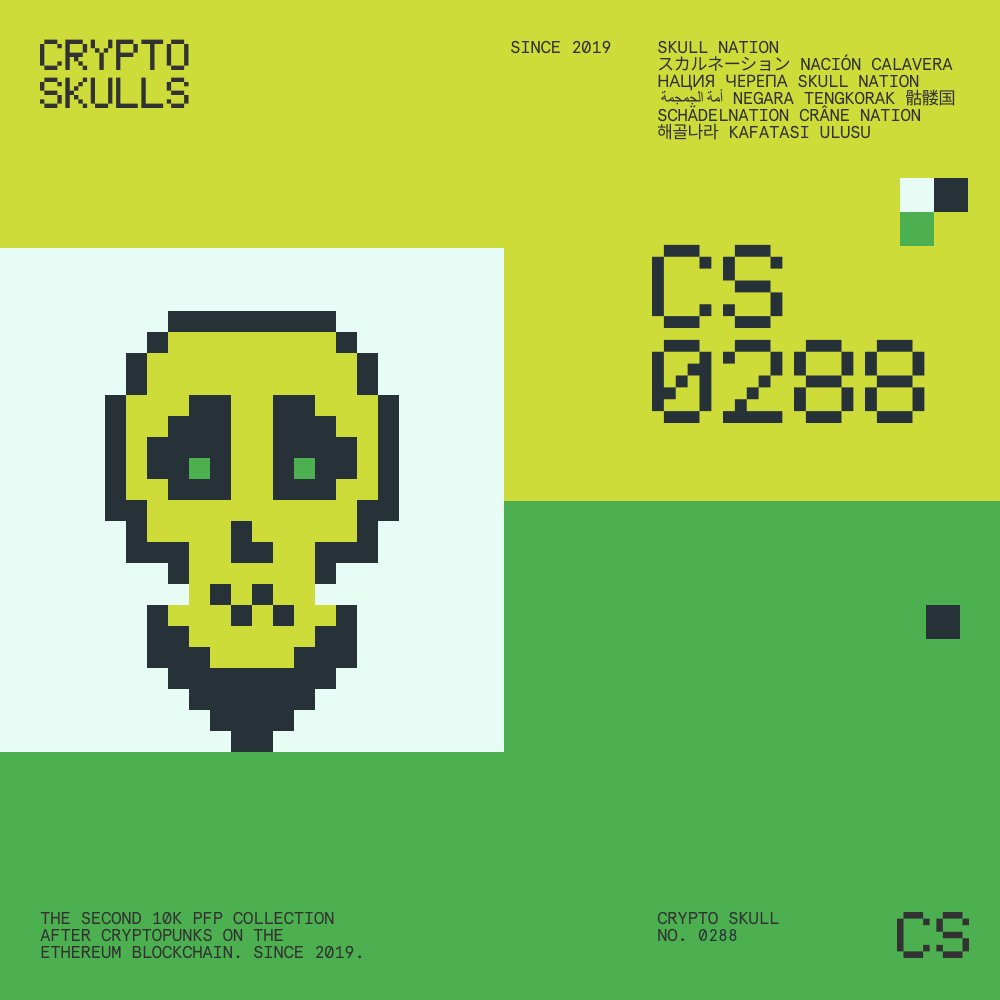 CRYPTO
SKULLS
SINCE 2019
SKULL NATION
スカルネーション NACIÓN CALAVERA
НАЦИЯ ЧЕРЕПА SKULL NATION
أمة الجمجمة NEGARA TENGKORAK 骷髅国
SCHÄDELNATION CRÂNE NATION
해골나라 KAFATASI ULUSU
CS
0288
THE SECOND 10K PFP COLLECTION
AFTER CRYPTOPUNKS ON THE
ETHEREUM BLOCKCHAIN. SINCE 2019.
CRYPTO SKULL
NO. 0288
CS